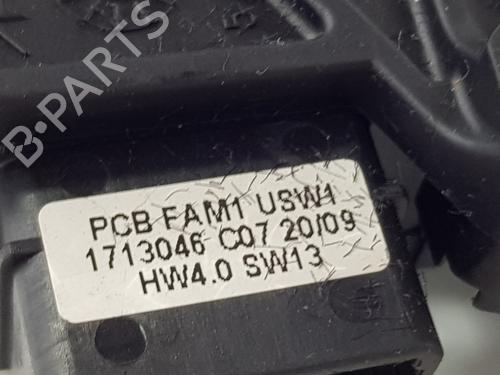 B-PARTS
PCB FAM1 USW1
1713046 C07 20/09
HW4.0 SW13